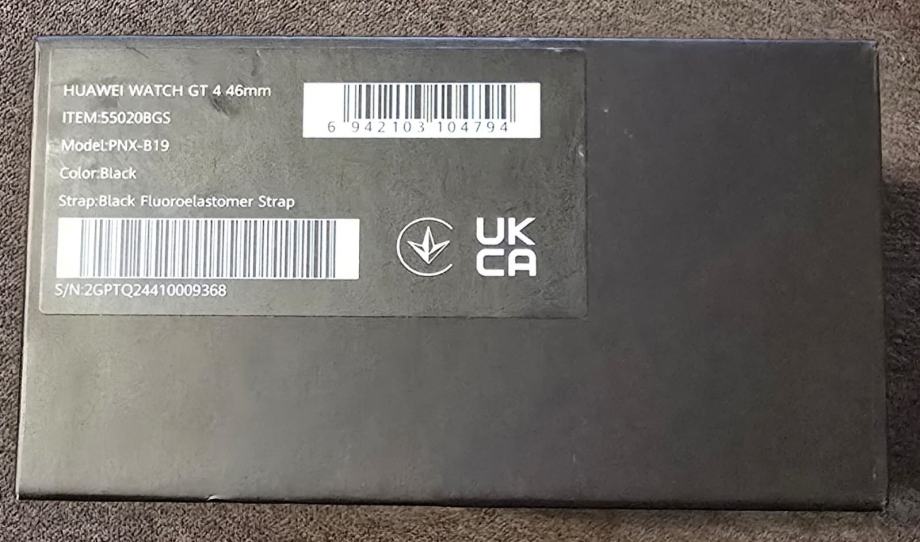 HUAWEI WATCH GT 4 46mm
ITEM:55020BGS
Model:PNX-B19
Color:Black
Strap:Black Fluoroelastomer Strap
6 942103 104794
S/N:2GPTQ24410009368
UK
CA